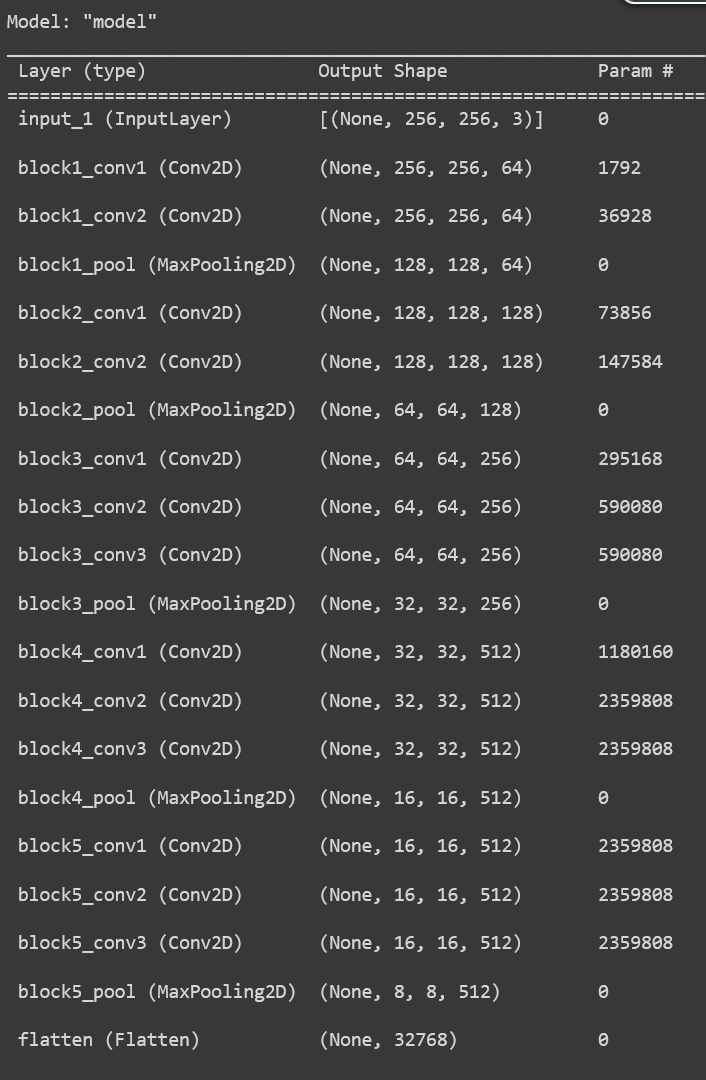 Model: "model"
Layer (type) Output Shape Param #
=================================================================
input_1 (InputLayer) [(None, 256, 256, 3)] 0
block1_conv1 (Conv2D) (None, 256, 256, 64) 1792
block1_conv2 (Conv2D) (None, 256, 256, 64) 36928
block1_pool (MaxPooling2D) (None, 128, 128, 64) 0
block2_conv1 (Conv2D) (None, 128, 128, 128) 73856
block2_conv2 (Conv2D) (None, 128, 128, 128) 147584
block2_pool (MaxPooling2D) (None, 64, 64, 128) 0
block3_conv1 (Conv2D) (None, 64, 64, 256) 295168
block3_conv2 (Conv2D) (None, 64, 64, 256) 590080
block3_conv3 (Conv2D) (None, 64, 64, 256) 590080
block3_pool (MaxPooling2D) (None, 32, 32, 256) 0
block4_conv1 (Conv2D) (None, 32, 32, 512) 1180160
block4_conv2 (Conv2D) (None, 32, 32, 512) 2359808
block4_conv3 (Conv2D) (None, 32, 32, 512) 2359808
block4_pool (MaxPooling2D) (None, 16, 16, 512) 0
block5_conv1 (Conv2D) (None, 16, 16, 512) 2359808
block5_conv2 (Conv2D) (None, 16, 16, 512) 2359808
block5_conv3 (Conv2D) (None, 16, 16, 512) 2359808
block5_pool (MaxPooling2D) (None, 8, 8, 512) 0
flatten (Flatten) (None, 32768) 0